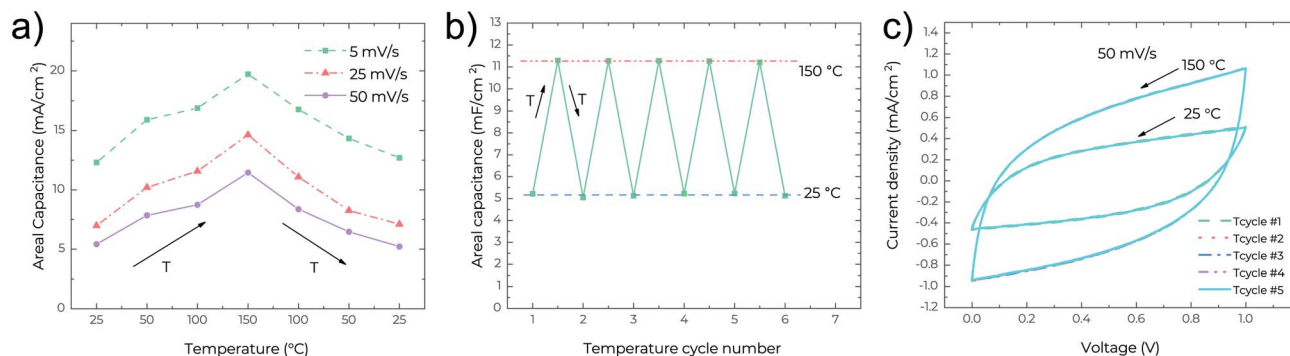 a)
Areal Capacitance (mA/cm²)
20
15
10
5
0
5 mV/s
25 mV/s
50 mV/s
T
T
25 50 100 150 100 50 25
Temperature (°C)
b)
Areal capacitance (mF/cm²)
13
12
11
10
9
8
7
6
5
4
3
2
1
0
150 °C
T
T
25 °C
1 2 3 4 5 6 7
Temperature cycle number
c)
Current density (mA/cm²)
1.4
1.2
1.0
0.8
0.6
0.4
0.2
0.0
-0.2
-0.4
-0.6
-0.8
-1.0
-1.2
50 mV/s
150 °C
25 °C
Tcycle #1
Tcycle #2
Tcycle #3
Tcycle #4
Tcycle #5
0.0 0.2 0.4 0.6 0.8 1.0
Voltage (V)